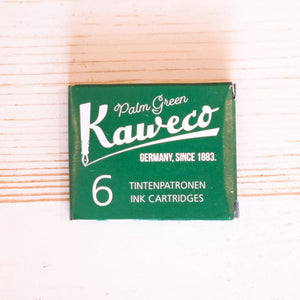 Palm Green
Kaweco
GERMANY, SINCE 1883.
6
TINTENPATRONEN
INK CARTRIDGES